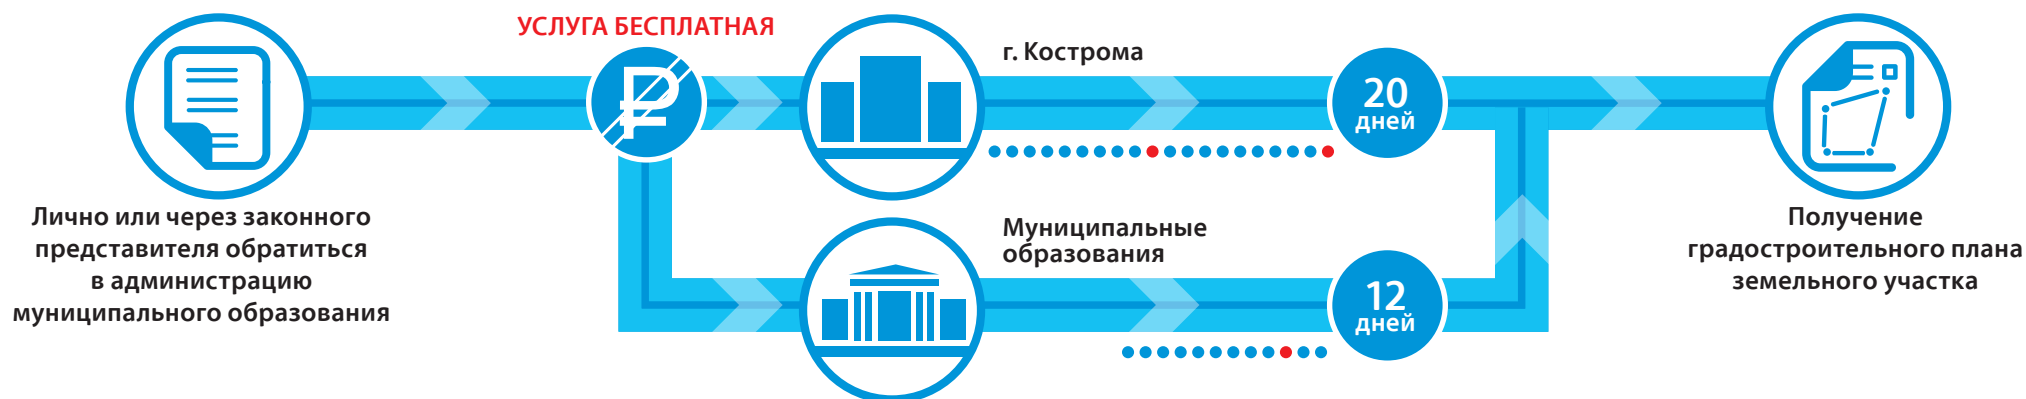 УСЛУГА БЕСПЛАТНАЯ
г. Кострома
20
дней
Лично или через законного
представителя обратиться
в администрацию
муниципального образования
Муниципальные
образования
12
дней
Получение
градостроительного плана
земельного участка